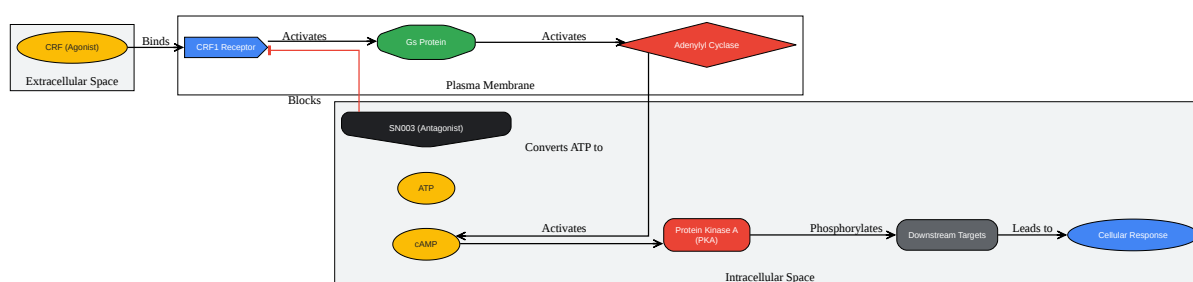 CRF (Agonist)
Extracellular Space
Binds
CRF1 Receptor
Activates
Gs Protein
Activates
Adenylyl Cyclase
Plasma Membrane
Blocks
SN003 (Antagonist)
Converts ATP to
ATP
cAMP
Activates
Protein Kinase A
(PKA)
Phosphorylates
Downstream Targets
Leads to
Cellular Response
Intracellular Space